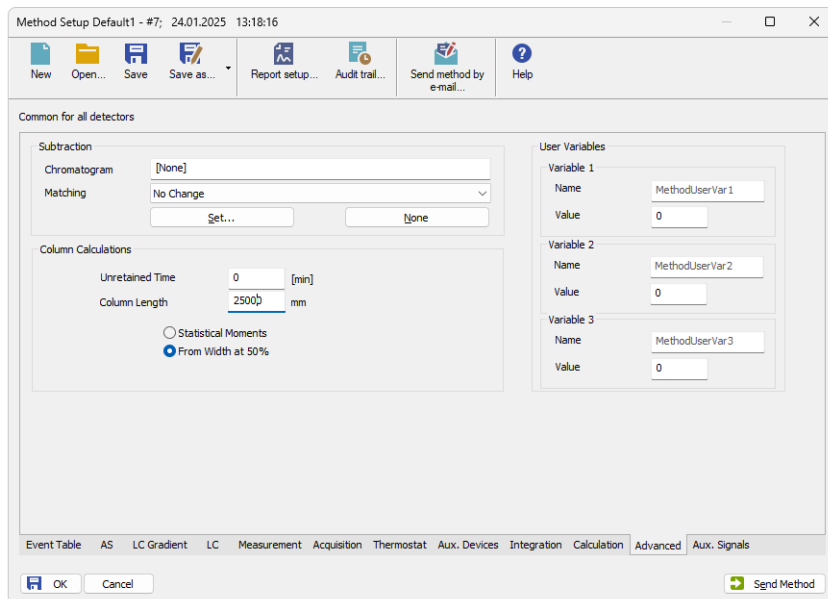 Method Setup Default1 - #7;   24.01.2025   13:18:16
New   Open...   Save   Save as...   Report setup...   Audit trail...   Send method by e-mail...   Help
Common for all detectors
Subtraction
Chromatogram   [None]
Matching   No Change
Set...   None
Column Calculations
Unretained Time   0   [min]
Column Length   25000   mm
Statistical Moments
From Width at 50%
User Variables
Variable 1
Name   MethodUserVar1
Value   0
Variable 2
Name   MethodUserVar2
Value   0
Variable 3
Name   MethodUserVar3
Value   0
Event Table   AS   LC Gradient   LC   Measurement   Acquisition   Thermostat   Aux. Devices   Integration   Calculation   Advanced   Aux. Signals
OK   Cancel   Send Method